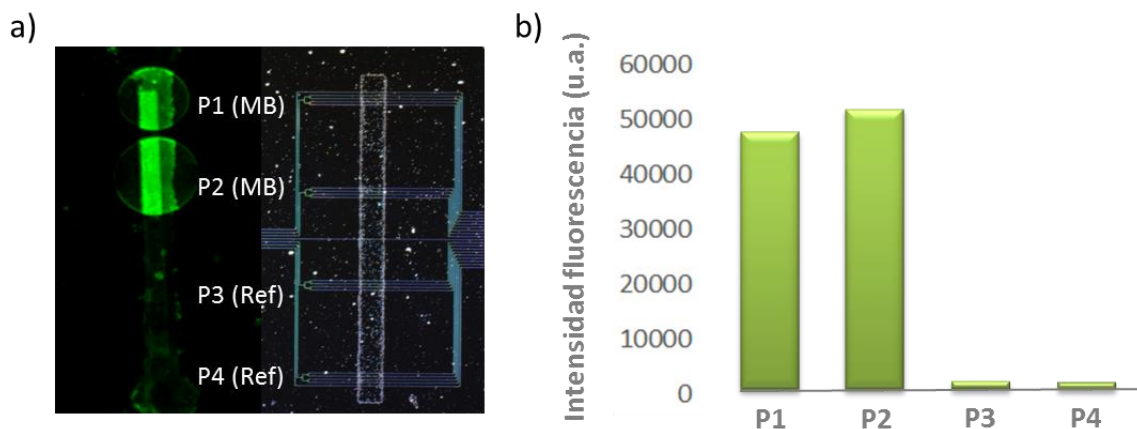 a)
P1 (MB)
P2 (MB)
P3 (Ref)
P4 (Ref)
b)
Intensidad fluorescencia (u.a.)
60000
50000
40000
30000
20000
10000
0
P1
P2
P3
P4